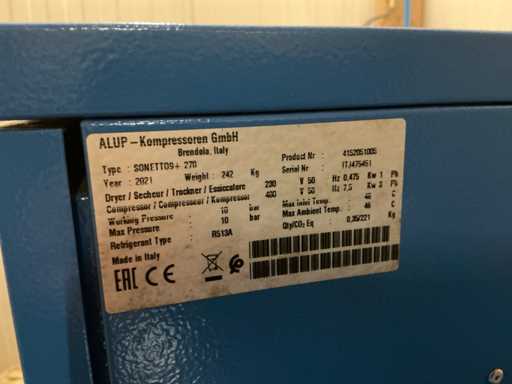 ALUP - Kompressoren GmbH
Brendola, Italy
Type : SONETTO9+ 270 Product Nr : 4152051005
Year : 2021 Weight : 242 Kg Serial Nr : ITJ475451
Dryer / Secheur / Trockner / Essiccatore 230 V 50 Hz 0,475 Kw 1 Ph
Compressor / Compressor / Kompressor 400 V 50 Hz 7,5 Kw 3 Ph
Working Pressure : 10 bar Max Inlet Temp : C
Max Pressure : 10 bar Max Ambient Temp. : 46 C
Refrigerant Type : R513A Qty/CO₂ Eq : 0,35/221 Kg
Made in Italy
EAC CE